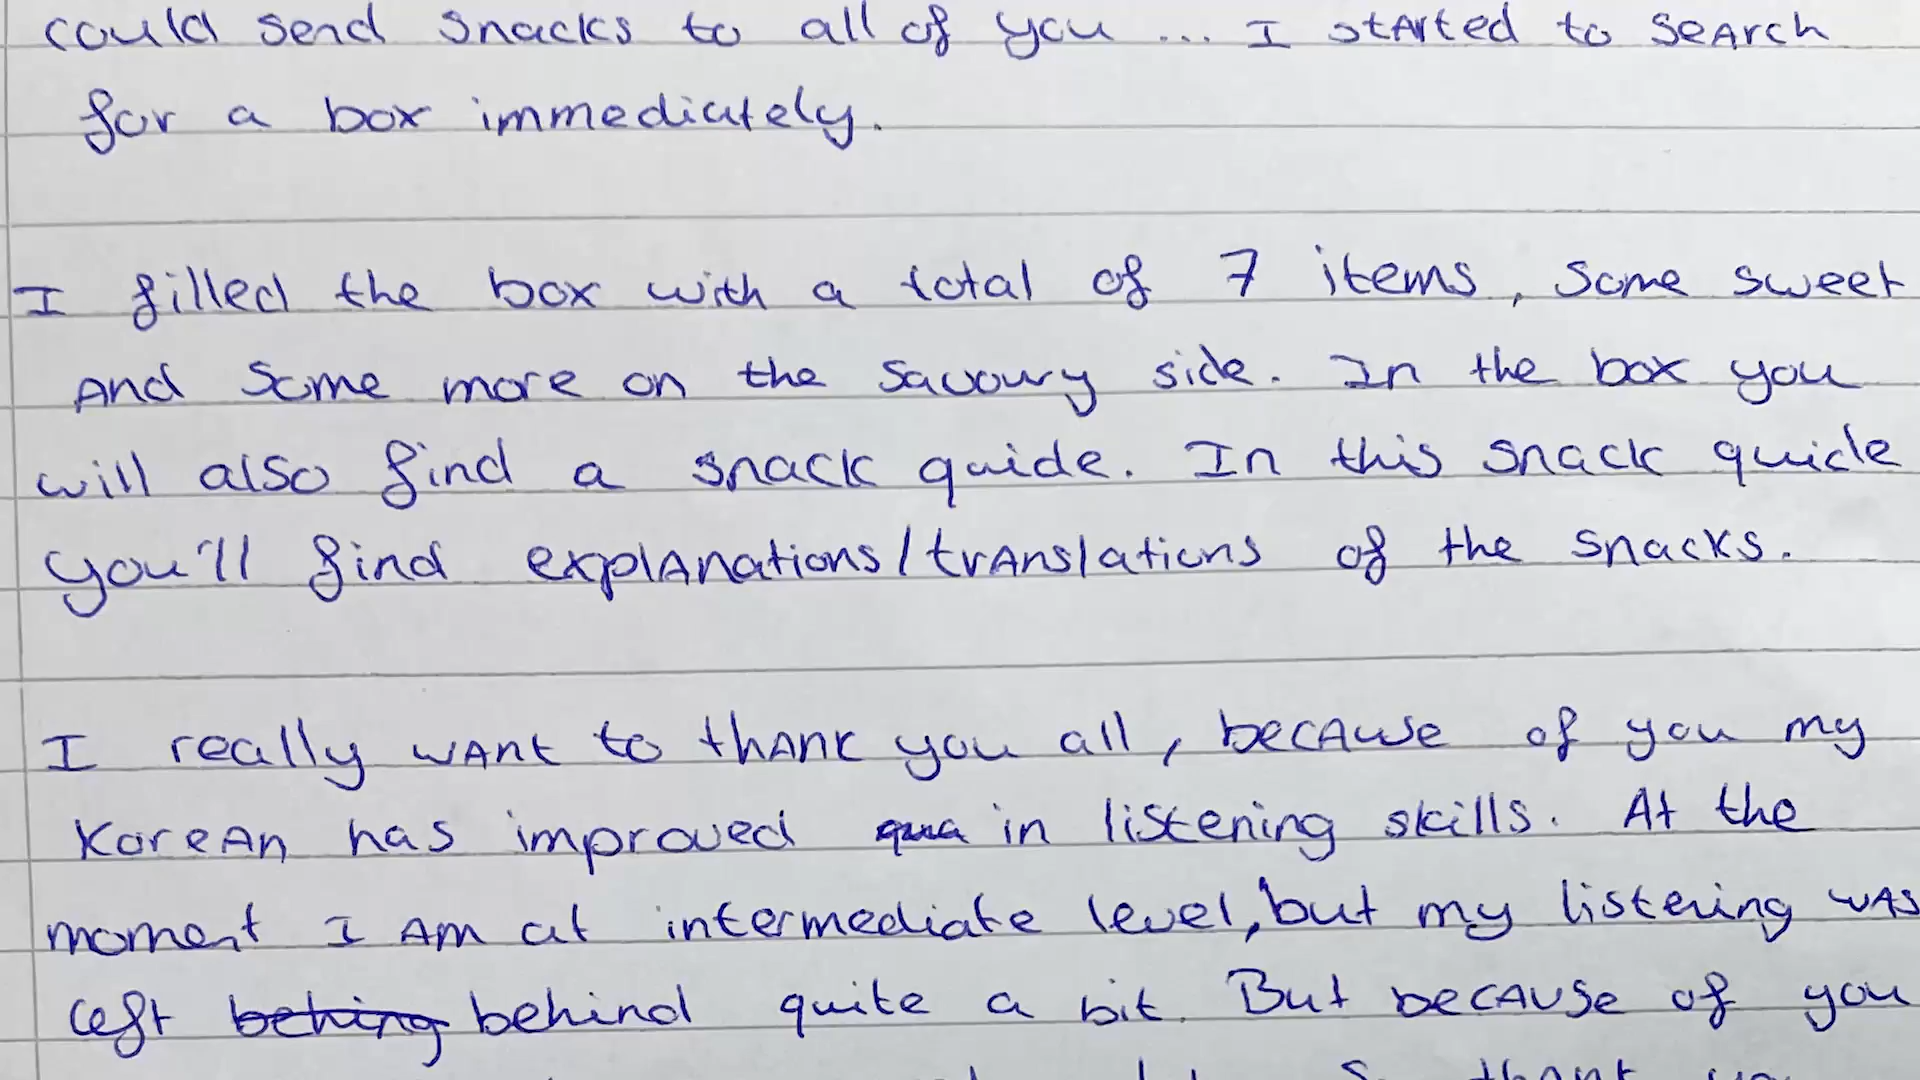 could send snacks to all of you ... I started to search
for a box immediately.
I filled the box with a total of 7 items, some sweet
and some more on the savoury side. In the box you
will also find a snack guide. In this snack guide
you'll find explanations/translations of the snacks.
I really want to thank you all, because of you my
Korean has improved qua in listening skills. At the
moment I am at intermediate level, but my listening was
left behing behind quite a bit. But because of you
thank